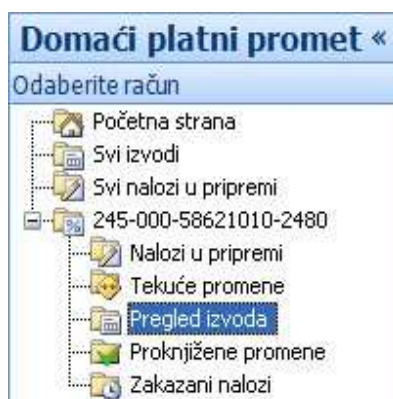 Domaći platni promet «
Odaberite račun
Početna strana
Svi izvodi
Svi nalozi u pripremi
245-000-58621010-2480
Nalozi u pripremi
Tekuće promene
Pregled izvoda
Proknjižene promene
Zakazani nalozi